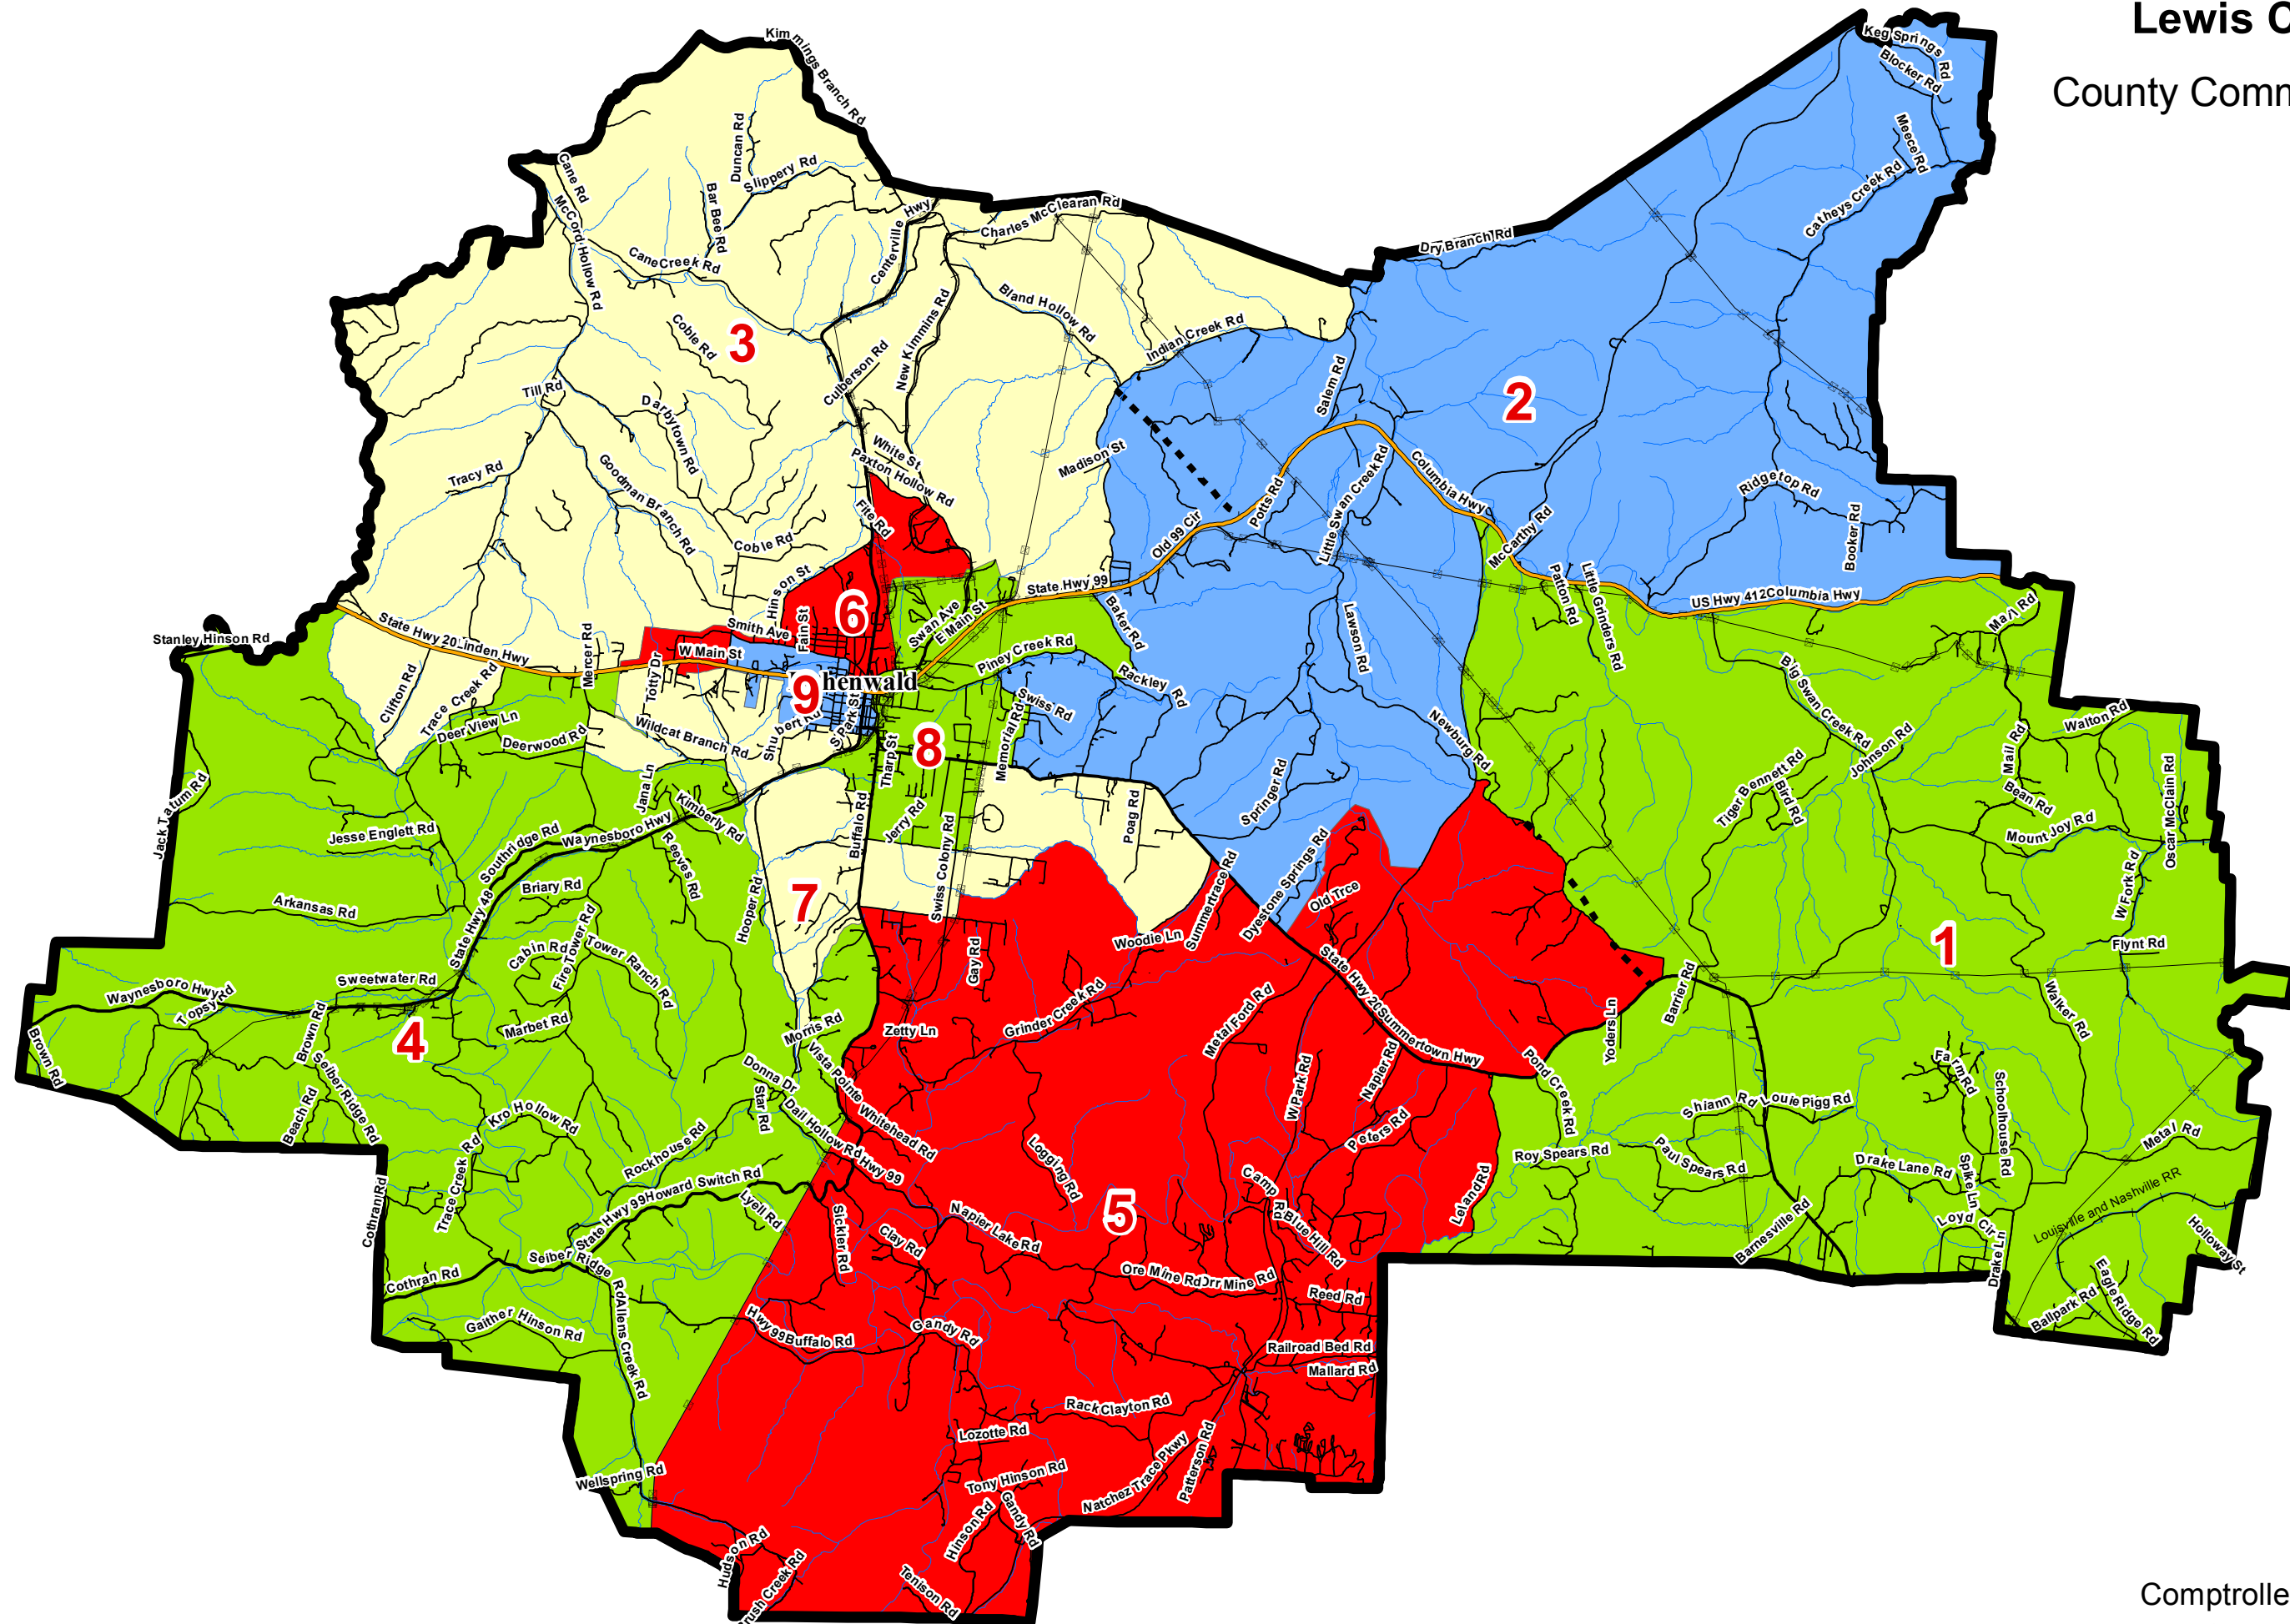 Lewis C
County Comm
Kimmings Branch Rd
Keg Springs Rd
Blocker Rd
Meece Rd
Catheys Creek Rd
Duncan Rd
Slippery Rd
Cane Rd
Bar Bee Rd
McCord Hollow Rd
Cane Creek Rd
Centerville Hwy
Charles McClearan Rd
Dry Branch Rd
Bland Hollow Rd
New Kimmins Rd
Indian Creek Rd
Coble Rd
3
Culberson Rd
Salem Rd
2
Till Rd
Darbytown Rd
White St
Paxton Hollow Rd
Madison St
Tracy Rd
Goodman Branch Rd
Fite Rd
Columbia Hwy
Potts Rd
Little Swan Creek Rd
Ridgetop Rd
Booker Rd
Old 99 Cir
McCarthy Rd
Coble Rd
Hinson St
6
State Hwy 99
Patton Rd
Little Grinders Rd
US Hwy 412 Columbia Hwy
Stanley Hinson Rd
State Hwy 20 Linden Hwy
Mercer Rd
Smith Ave
Fain St
Swan Ave
E Main St
Baker Rd
Lawson Rd
Mail Rd
W Main St
Totty Dr
Piney Creek Rd
Rackley Rd
Big Swan Creek Rd
Clifton Rd
Trace Creek Rd
9
henwald
Swiss Rd
Walton Rd
Deer View Ln
Deerwood Rd
Wildcat Branch Rd
Shubert Rd
S Park St
Tharp St
8
Memorial Rd
Newburg Rd
Johnson Rd
Mail Rd
Tiger Bennett Rd
Bird Rd
Bean Rd
Oscar McClain Rd
Jack Tatum Rd
Jana Ln
Kimberly Rd
Jesse Englett Rd
Southridge Rd
Waynesboro Hwy
Buffalo Rd
Jerry Rd
Poag Rd
Springer Rd
Mount Joy Rd
Reeves Rd
Swiss Colony Rd
Briary Rd
Arkansas Rd
7
Hooper Rd
Summertrace Rd
Dyestone Springs Rd
Old Trce
W Fork Rd
State Hwy 48
Fire Tower Rd
Cabin Rd
Tower Ranch Rd
Gay Rd
Woodie Ln
1
Flynt Rd
Waynesboro Hwy
Topsy Rd
Sweetwater Rd
Barrier Rd
Brown Rd
Marbet Rd
4
Morris Rd
Zetty Ln
Grinder Creek Rd
Metal Ford Rd
State Hwy 20 Summertown Hwy
Yoders Ln
Walker Rd
Brown Rd
Seiber Ridge Rd
Beach Rd
Vista Pointe
Donna Dr
Star Rd
Whitehead Rd
W Park Rd
Napier Rd
Pond Creek Rd
Farm Rd
Schoolhouse Rd
Kro Hollow Rd
Dail Hollow Rd
Hwy 99
Peters Rd
Shiann Rd
Louie Pigg Rd
Metal Rd
Rockhouse Rd
Logging Rd
Roy Spears Rd
Paul Spears Rd
Drake Lane Rd
Spike Ln
Trace Creek Rd
Cothran Rd
State Hwy 99 Howard Switch Rd
Lyell Rd
Sickler Rd
Clay Rd
Napier Lake Rd
5
Camp Rd
Blue Hill Rd
Leland Rd
Barnesville Rd
Loyd Cir
Drake Ln
Louisville and Nashville RR
Holloway St
Seiber Ridge Rd
Cothran Rd
Allens Creek Rd
Gaither Hinson Rd
Ore Mine Rd
Orr Mine Rd
Reed Rd
Ballpark Rd
Eagle Ridge Rd
Hwy 99 Buffalo Rd
Gandy Rd
Railroad Bed Rd
Mallard Rd
Rack Clayton Rd
Lozotte Rd
Wellspring Rd
Tony Hinson Rd
Natchez Trace Pkwy
Patterson Rd
Hinson Rd
Gandy Rd
Hudson Rd
rush Creek Rd
Tenison Rd
Comptrolle